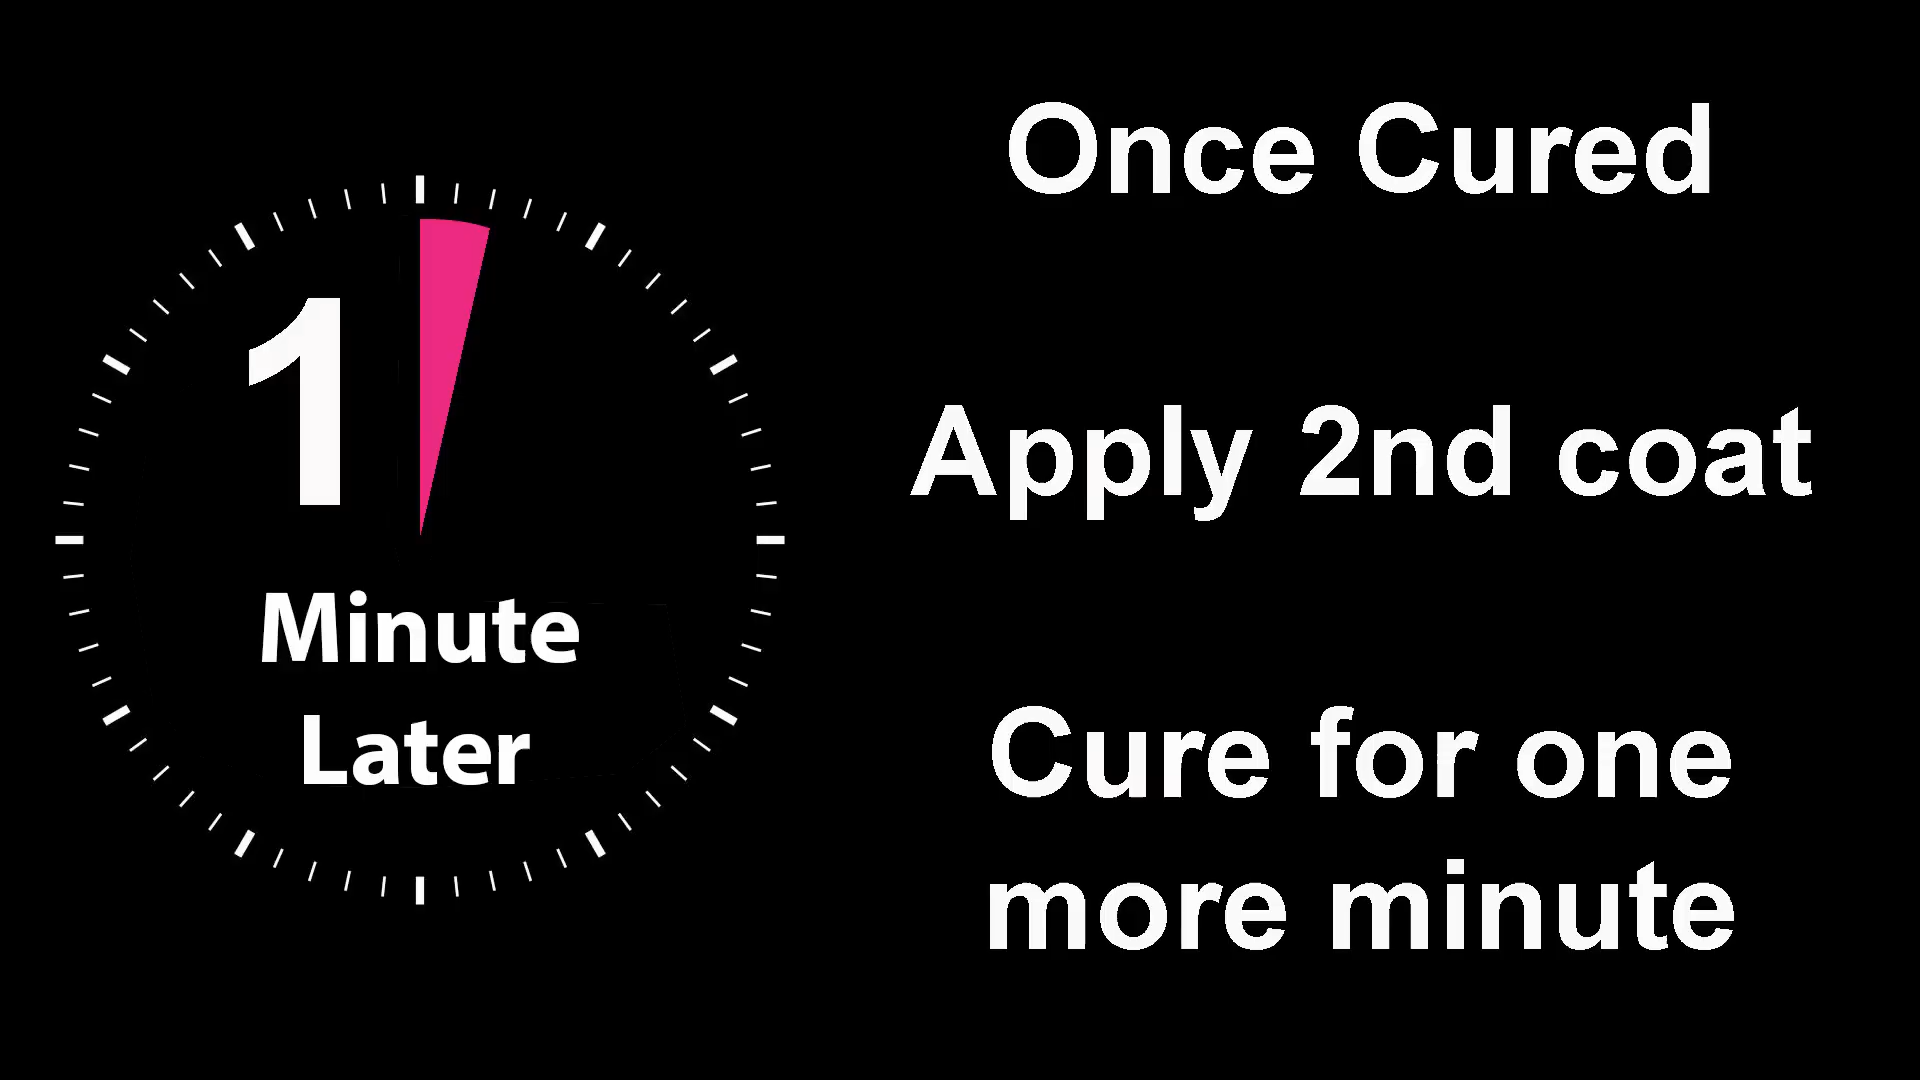 1
Minute
Later
Once Cured
Apply 2nd coat
Cure for one
more minute